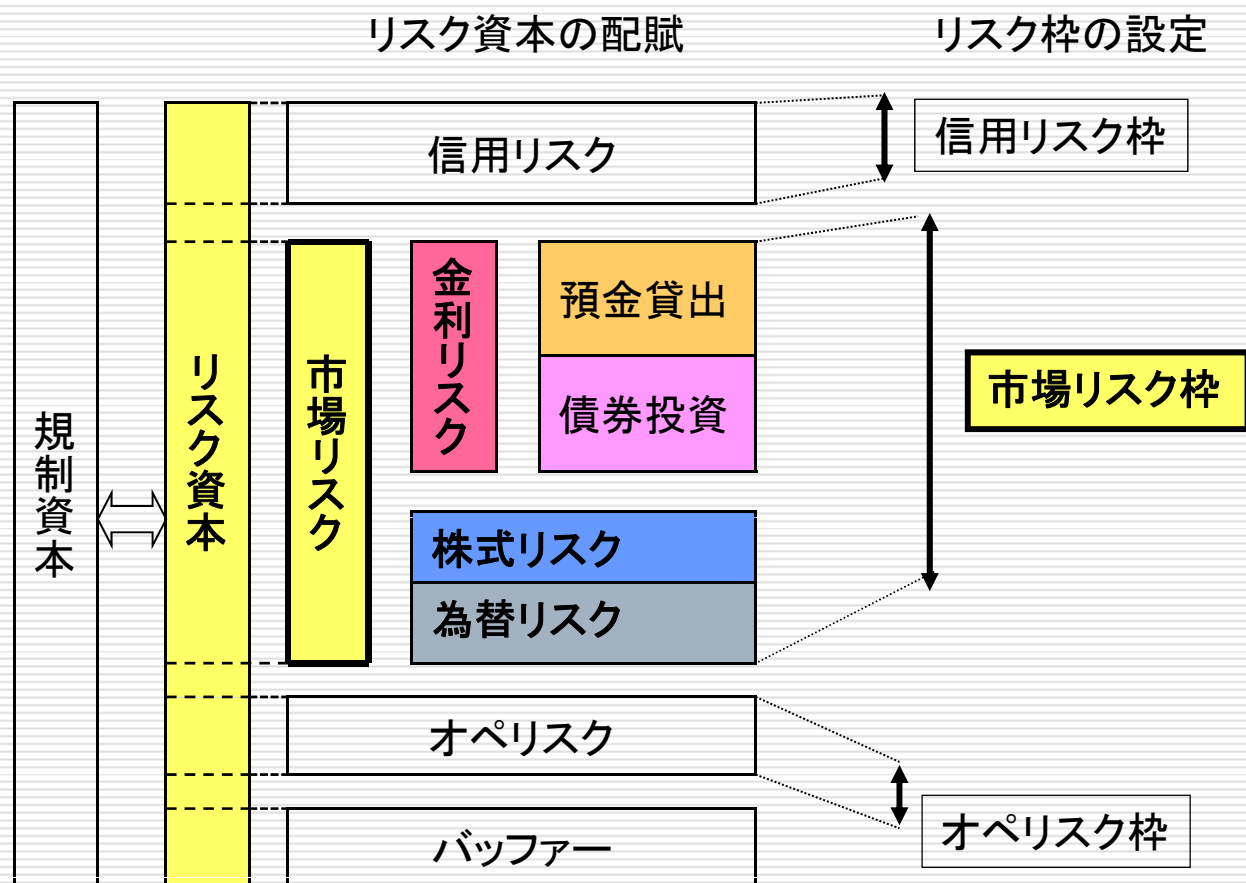 リスク資本の配賦
リスク枠の設定
規制資本
リスク資本
信用リスク
信用リスク枠
市場リスク
金利リスク
預金貸出
債券投資
株式リスク
為替リスク
市場リスク枠
オペリスク
オペリスク枠
バッファー